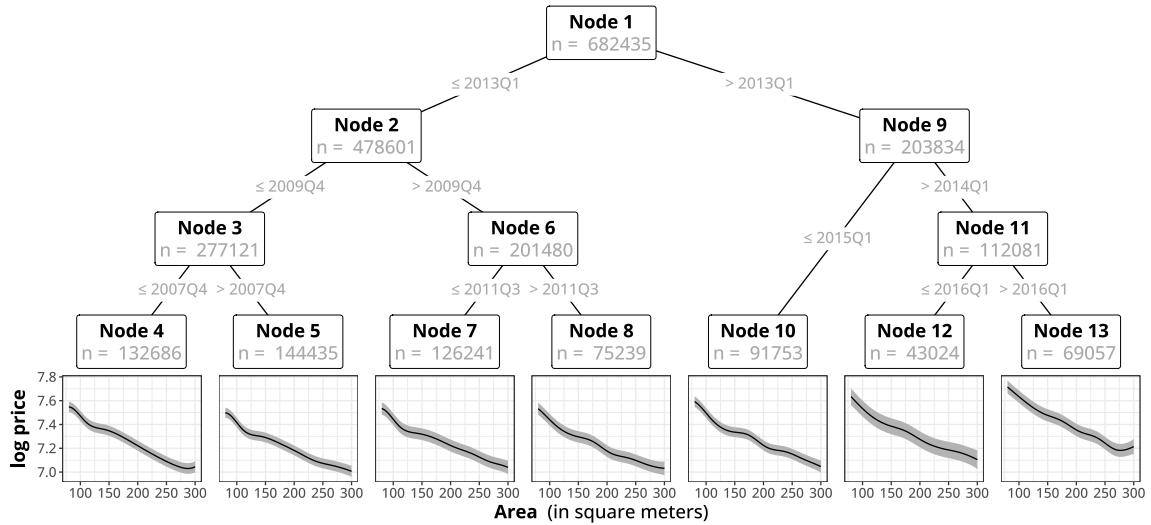 Node 1
n = 682435
≤ 2013Q1 > 2013Q1
Node 2
n = 478601
Node 9
n = 203834
≤ 2009Q4 > 2009Q4 > 2014Q1
Node 3
n = 277121
Node 6
n = 201480
≤ 2015Q1
Node 11
n = 112081
≤ 2007Q4 > 2007Q4 ≤ 2011Q3 > 2011Q3 ≤ 2016Q1 > 2016Q1
Node 4
n = 132686
Node 5
n = 144435
Node 7
n = 126241
Node 8
n = 75239
Node 10
n = 91753
Node 12
n = 43024
Node 13
n = 69057
log price
7.8
7.6
7.4
7.2
7.0
100 150 200 250 300
100 150 200 250 300
100 150 200 250 300
100 150 200 250 300
100 150 200 250 300
100 150 200 250 300
100 150 200 250 300
Area (in square meters)